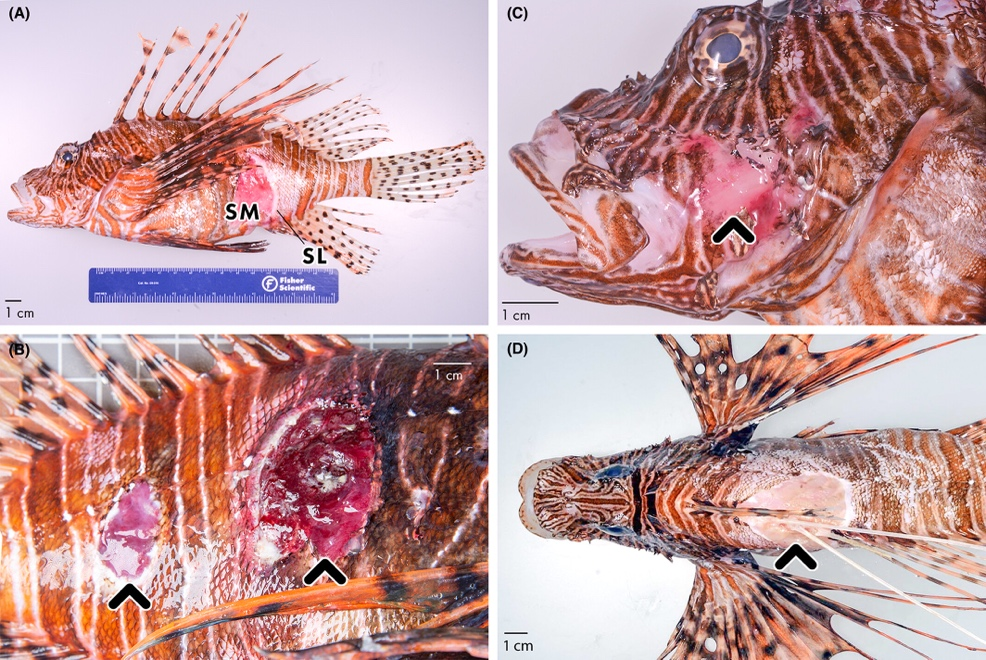 (A)
SM
SL
Fisher
Scientific
1 cm
(C)
1 cm
(B)
1 cm
(D)
1 cm